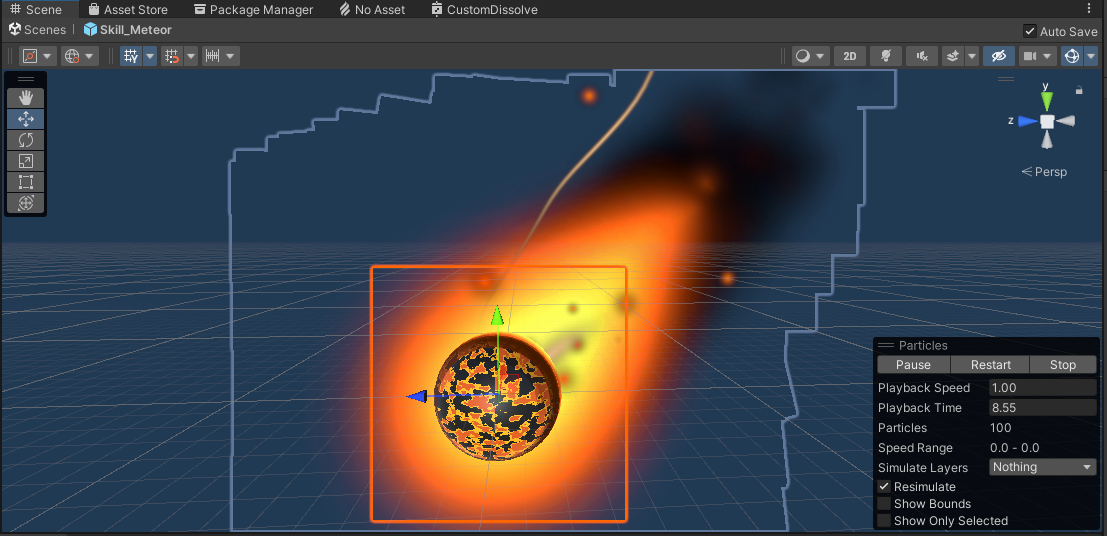 Scene Asset Store Package Manager No Asset CustomDissolve
Scenes Skill_Meteor Auto Save
2D
y
z
Persp
Particles
Pause Restart Stop
Playback Speed 1.00
Playback Time 8.55
Particles 100
Speed Range 0.0 - 0.0
Simulate Layers Nothing
Resimulate
Show Bounds
Show Only Selected